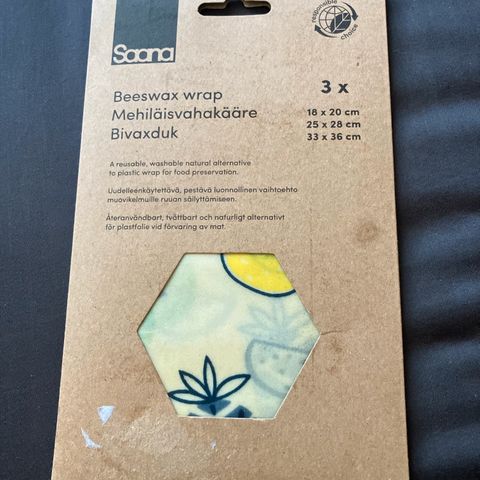 responsible
choice
Saana
Beeswax wrap
Mehiläisvahakääre
Bivaxduk
3 x
18 x 20 cm
25 x 28 cm
33 x 36 cm
A reusable, washable natural alternative
to plastic wrap for food preservation.
Uudelleenkäytettävä, pestävä luonnollinen vaihtoehto
muovikelmuille ruuan säilyttämiseen.
Återanvändbart, tvättbart och naturligt alternativt
för plastfolie vid förvaring av mat.